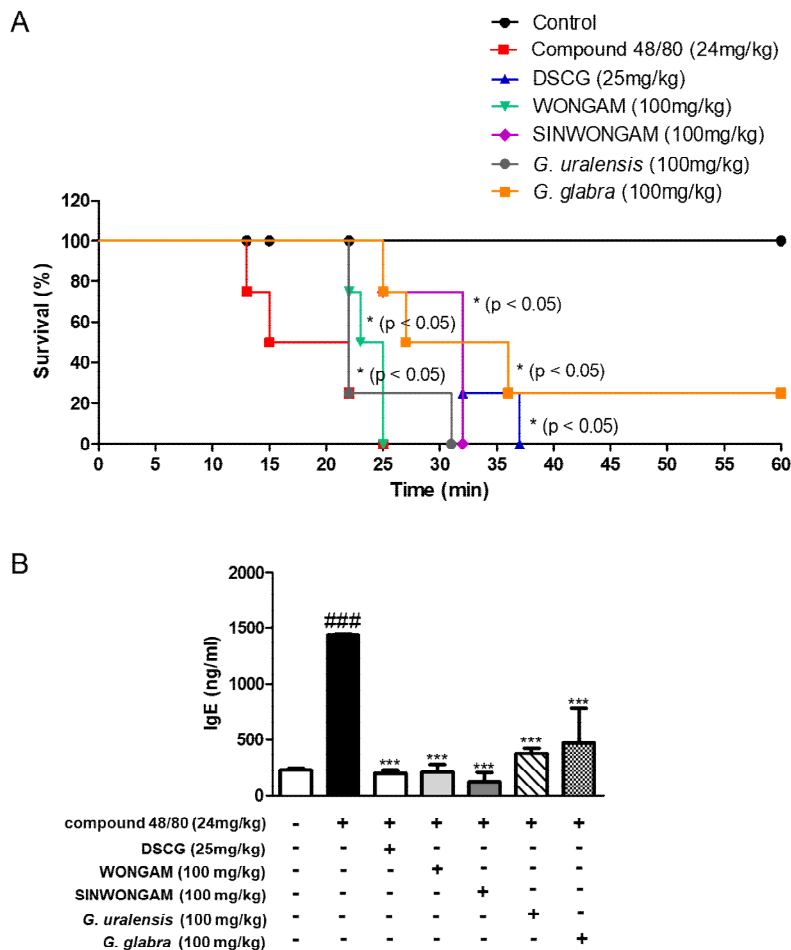 A
Control
Compound 48/80 (24mg/kg)
DSCG (25mg/kg)
WONGAM (100mg/kg)
SINWONGAM (100mg/kg)
G. uralensis (100mg/kg)
G. glabra (100mg/kg)
120
100
80
60
40
20
0
Survival (%)
* (p < 0.05)
* (p < 0.05)
* (p < 0.05)
* (p < 0.05)
* (p < 0.05)
0 5 10 15 20 25 30 35 40 45 50 55 60
Time (min)
B
2000
1500
1000
500
0
IgE (ng/ml)
###
*** *** *** *** ***
compound 48/80 (24mg/kg) - + + + + + +
DSCG (25mg/kg) - - + - - - -
WONGAM (100 mg/kg) - - - + - - -
SINWONGAM (100 mg/kg) - - - - + - -
G. uralensis (100 mg/kg) - - - - - + -
G. glabra (100 mg/kg) - - - - - - +